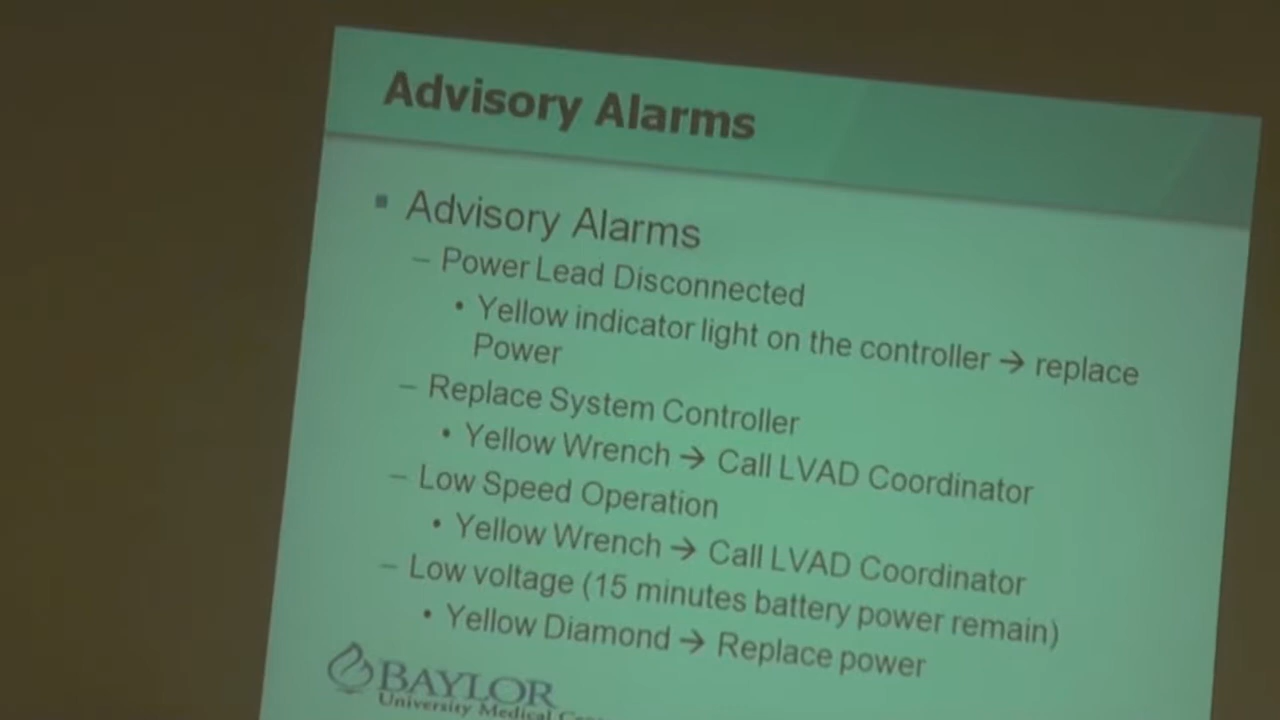 Advisory Alarms
▪ Advisory Alarms
– Power Lead Disconnected
• Yellow indicator light on the controller → replace
Power
– Replace System Controller
• Yellow Wrench → Call LVAD Coordinator
– Low Speed Operation
• Yellow Wrench → Call LVAD Coordinator
– Low voltage (15 minutes battery power remain)
• Yellow Diamond → Replace power
BAYLOR
University Medical